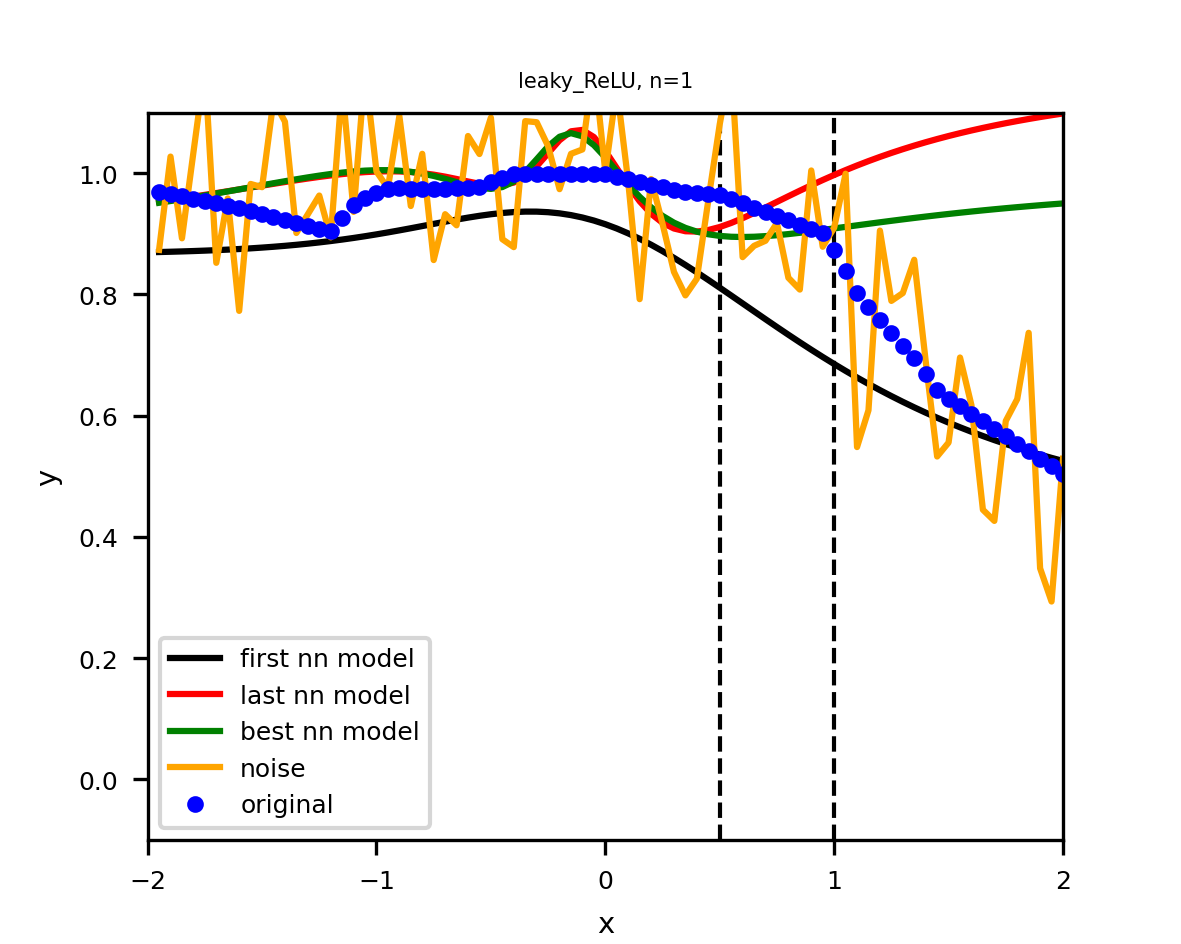 leaky_ReLU, n=1
1.0
0.8
0.6
0.4
0.2
0.0
y
first nn model
last nn model
best nn model
noise
original
−2
−1
0
1
2
x